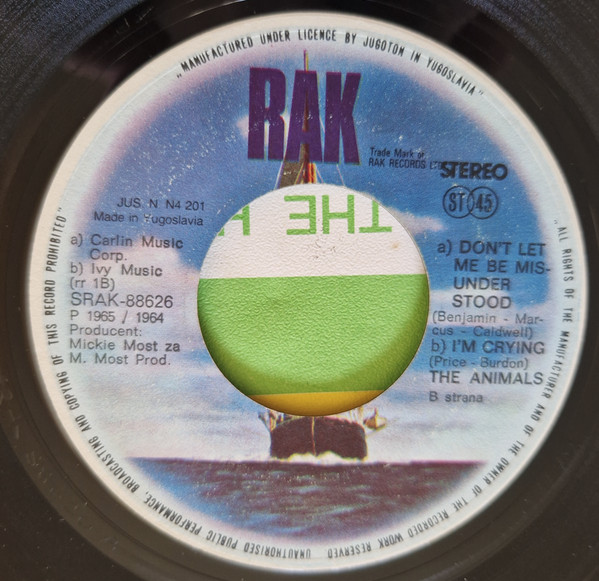 „MANUFACTURED UNDER LICENCE BY JUGOTON IN YUGOSLAVIA”
RAK
Trade Mark of
RAK RECORDS
STEREO
ST 45
JUS N N4 201
Made in Yugoslavia
a) Carlin Music
Corp.
b) Ivy Music
(rr 1B)
SRAK-88626
P 1965 / 1964
Producent:
Mickie Most za
M. Most Prod.
THE
a) DON'T LET
ME BE MIS-
UNDER
STOOD
(Benjamin - Mar-
cus - Caldwell)
b) I'M CRYING
(Price - Burdon)
THE ANIMALS
B strana
„ALL RIGHTS OF THE MANUFACTURER AND OF THE OWNER OF THE RECORDED WORK RESERVED UNAUTHORISED PUBLIC PERFORMANCE, BROADCASTING AND COPYING OF THIS RECORD PROHIBITED”